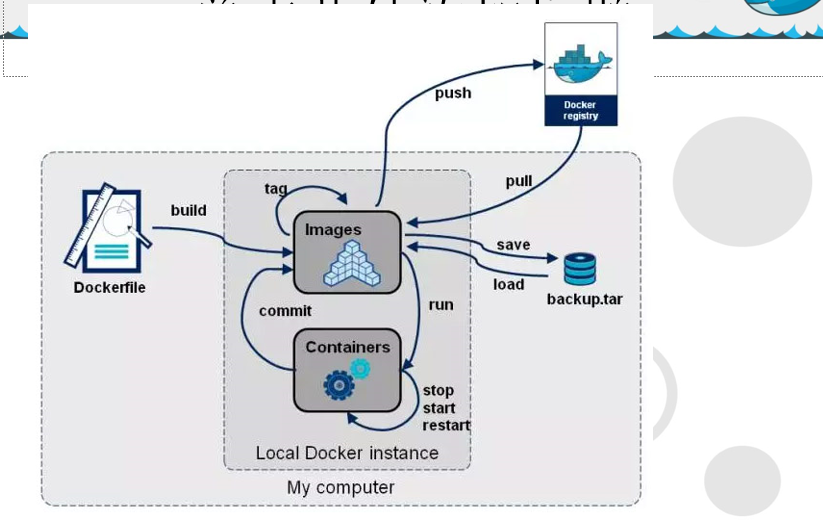 push
Docker
registry
tag
pull
build
Images
save
load
Dockerfile
backup.tar
commit
run
Containers
stop
start
restart
Local Docker instance
My computer